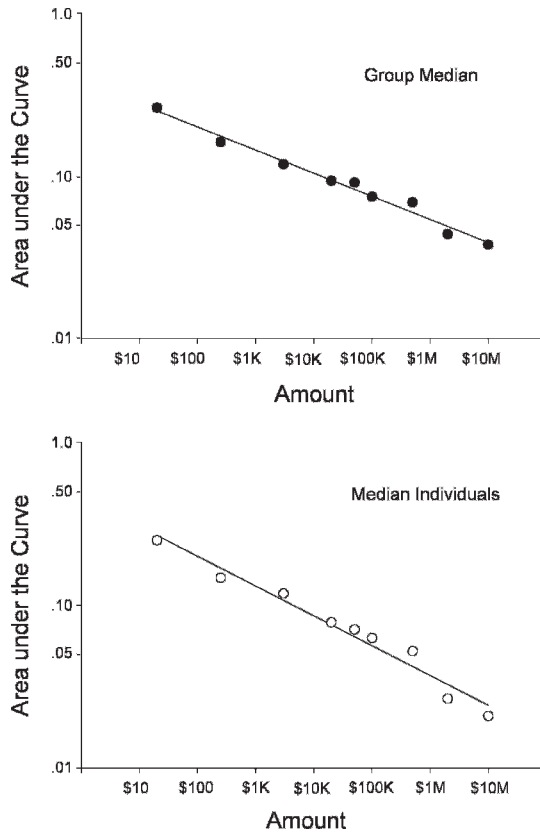 1.0
.50
Group Median
.10
.05
.01
Area under the Curve
$10 $100 $1K $10K $100K $1M $10M
Amount
1.0
.50
Median Individuals
.10
.05
.01
Area under the Curve
$10 $100 $1K $10K $100K $1M $10M
Amount